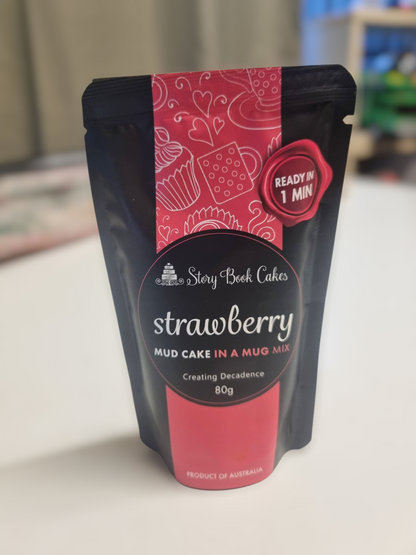 READY IN
1 MIN
Story Book Cakes
strawberry
MUD CAKE IN A MUG MIX
Creating Decadence
80g
PRODUCT OF AUSTRALIA